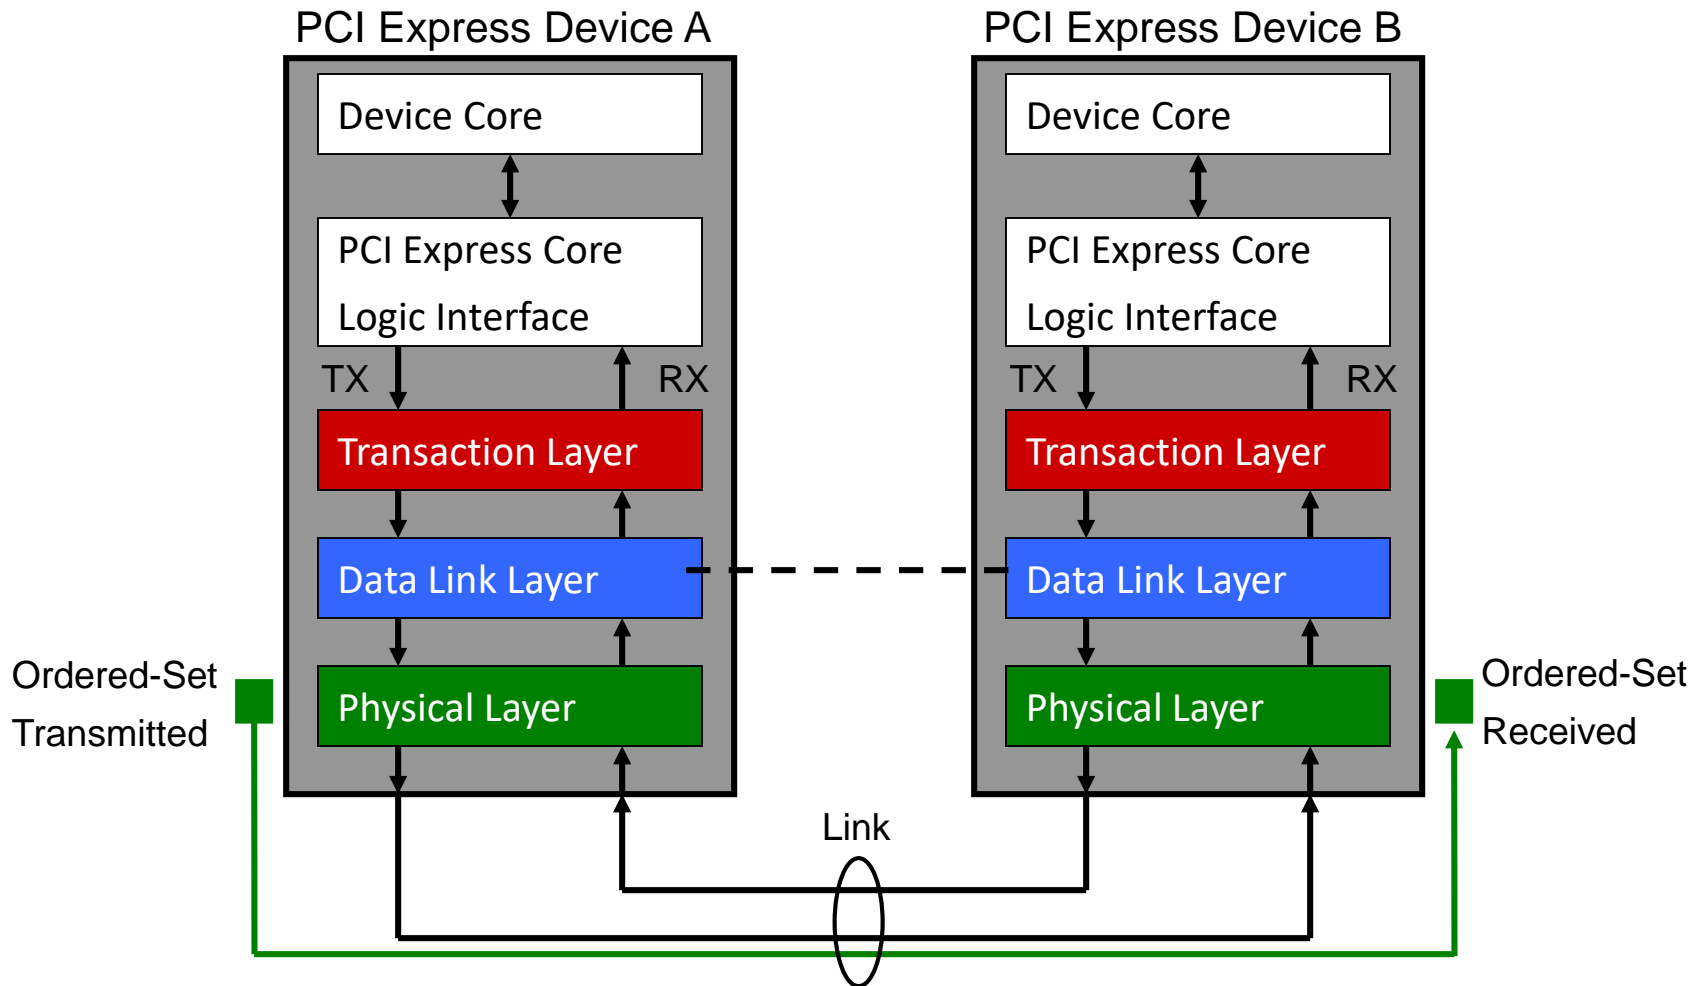 PCI Express Device A
Device Core
PCI Express Core
Logic Interface
TX
RX
Transaction Layer
Data Link Layer
Physical Layer
Ordered-Set
Transmitted
PCI Express Device B
Device Core
PCI Express Core
Logic Interface
TX
RX
Transaction Layer
Data Link Layer
Physical Layer
Ordered-Set
Received
Link